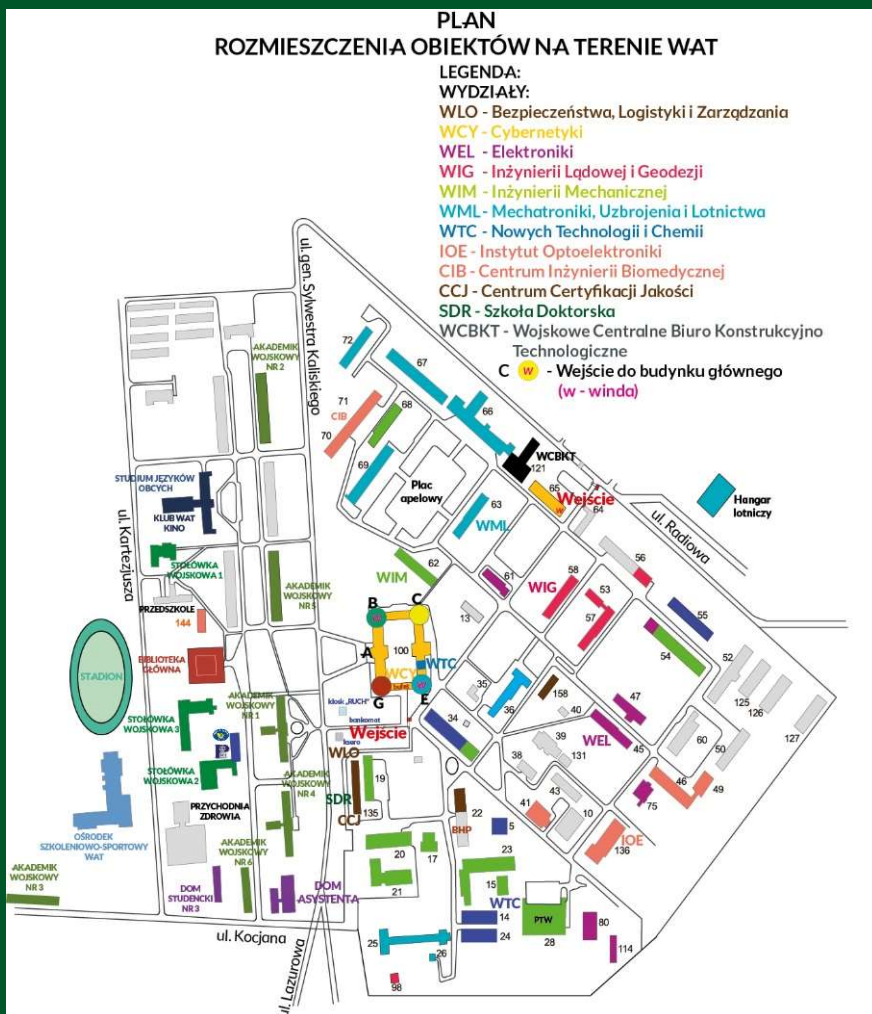 PLAN
ROZMIESZCZENIA OBIEKTÓW NA TERENIE WAT
LEGENDA:
WYDZIAŁY:
WLO - Bezpieczeństwa, Logistyki i Zarządzania
WCY - Cybernetyki
WEL - Elektroniki
WIG - Inżynierii Lądowej i Geodezji
WIM - Inżynierii Mechanicznej
WML - Mechatroniki, Uzbrojenia i Lotnictwa
WTC - Nowych Technologii i Chemii
IOE - Instytut Optoelektroniki
CIB - Centrum Inżynierii Biomedycznej
CCJ - Centrum Certyfikacji Jakości
SDR - Szkoła Doktorska
WCBKT - Wojskowe Centralne Biuro Konstrukcyjno
Technologiczne
C w - Wejście do budynku głównego
(w - winda)
ul. gen. Sylwestra Kaliskiego
AKADEMIK
WOJSKOWY
NR 2
72
67
66
71
CIB
70
68
69
Plac
apelowy
WCBKT
121
65
w
Wejście
64
63
WML
Hangar
lotniczy
ul. Radiowa
STUDIUM JĘZYKÓW
OBCYCH
KLUB WAT
KINO
ul. Kartezjusza
STOŁÓWKA
WOJSKOWA 1
AKADEMIK
WOJSKOWY
NR 5
PRZEDSZKOLE
144
WIM
62
61
58
WIG
53
57
56
55
54
B
C
13
A
100
WCY
WTC
bufet
G
E
W
STADION
BIBLIOTEKA
GŁÓWNA
kiosk „RUCH"
bankomat
Wejście
ksero
35
36
34
158
40
47
WEL
45
52
125
126
127
60
50
STOŁÓWKA
WOJSKOWA 3
AKADEMIK
WOJSKOWY
NR 1
STOŁÓWKA
WOJSKOWA 2
AKADEMIK
WOJSKOWY
NR 4
WLO
SDR
CCJ
19
135
39
38
131
43
41
10
46
49
75
IOE
136
OŚRODEK
SZKOLENIOWO-SPORTOWY
WAT
PRZYCHODNIA
ZDROWIA
AKADEMIK
WOJSKOWY
NR 6
AKADEMIK
WOJSKOWY
NR 3
DOM
STUDENCKI
NR 3
DOM
ASYSTENTA
20
17
21
22
BHP
5
23
15
WTC
14
24
PTW
28
80
114
ul. Kocjana
ul. Lazurowa
25
26
98